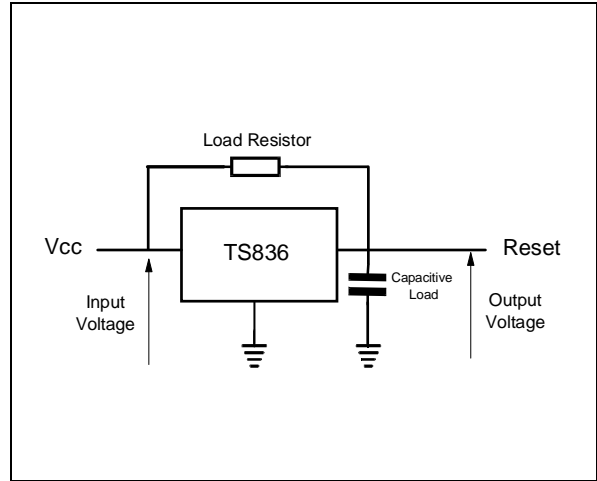 Load Resistor
Vcc
TS836
Reset
Input
Voltage
Capacitive
Load
Output
Voltage